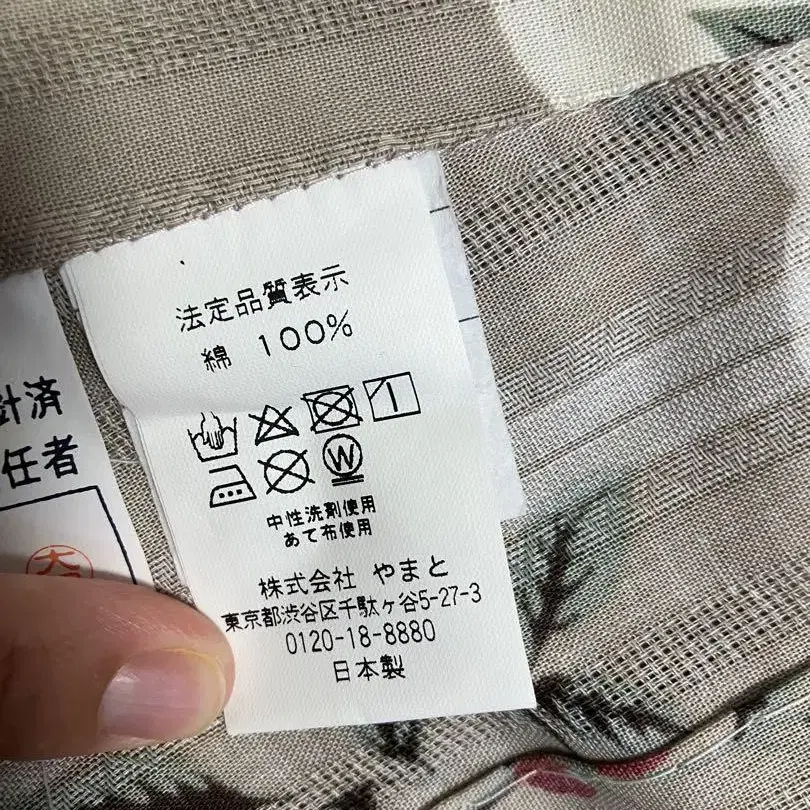 法定品質表示
綿 100%
W
中性洗剤使用
あて布使用
株式会社 やまと
東京都渋谷区千駄ヶ谷5-27-3
0120-18-8880
日本製
針済
任者